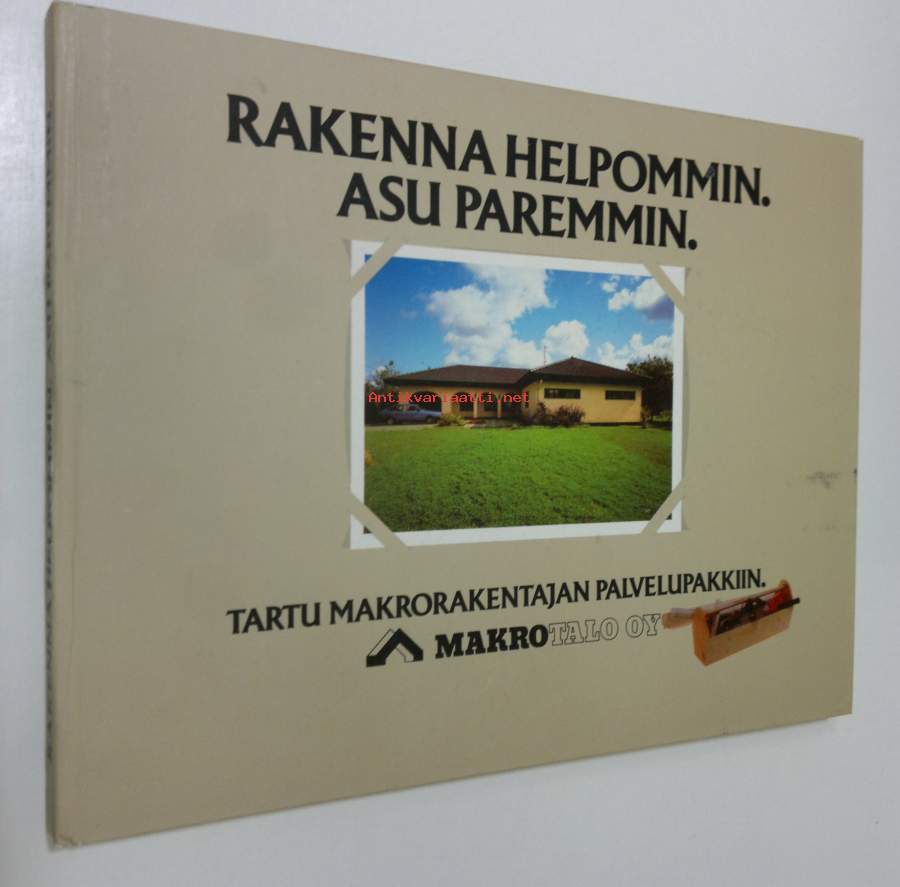 RAKENNA HELPOMMIN.
ASU PAREMMIN.
Antikvariaatti.net
TARTU MAKRORAKENTAJAN PALVELUPAKKIIN.
MAKROTALO OY